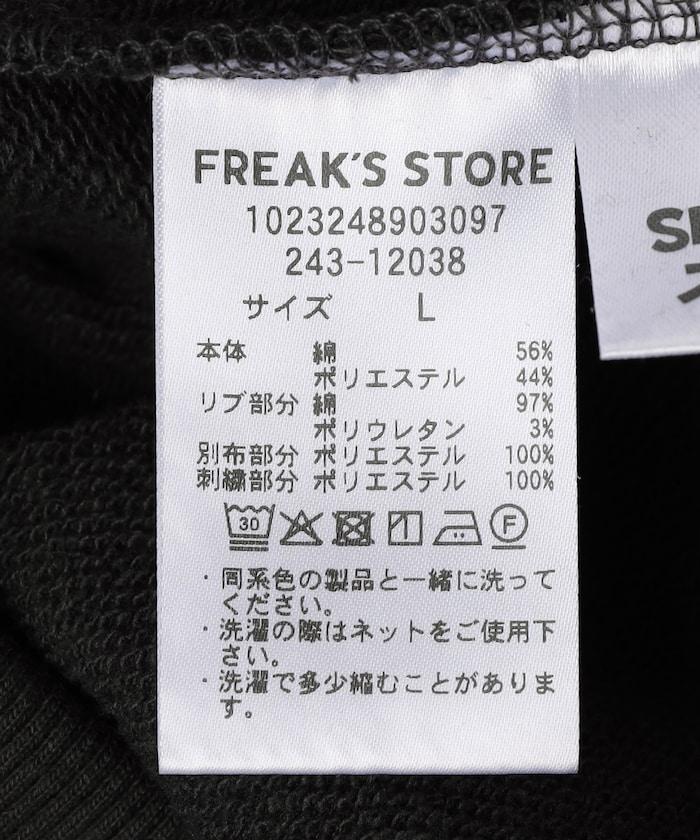 FREAK'S STORE
1023248903097
243-12038
サイズ L
本体 綿 56%
ポリエステル 44%
リブ部分 綿 97%
ポリウレタン 3%
別布部分 ポリエステル 100%
刺繍部分 ポリエステル 100%
30 F
・同系色の製品と一緒に洗って
ください。
・洗濯の際はネットをご使用下
さい。
・洗濯で多少縮むことがありま
す。